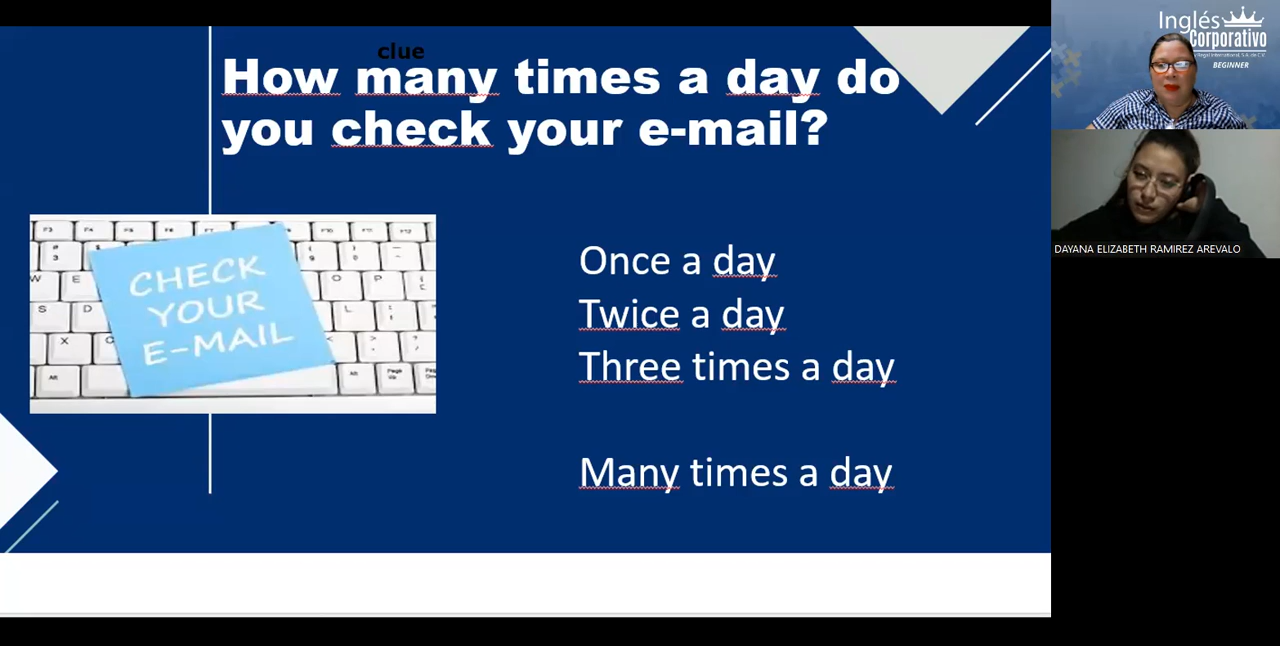 clue
How many times a day do
you check your e-mail?
CHECK
YOUR
E-MAIL
Once a day
Twice a day
Three times a day
Many times a day
Inglés
Corporativo
BEGINNER
DAYANA ELIZABETH RAMIREZ AREVALO